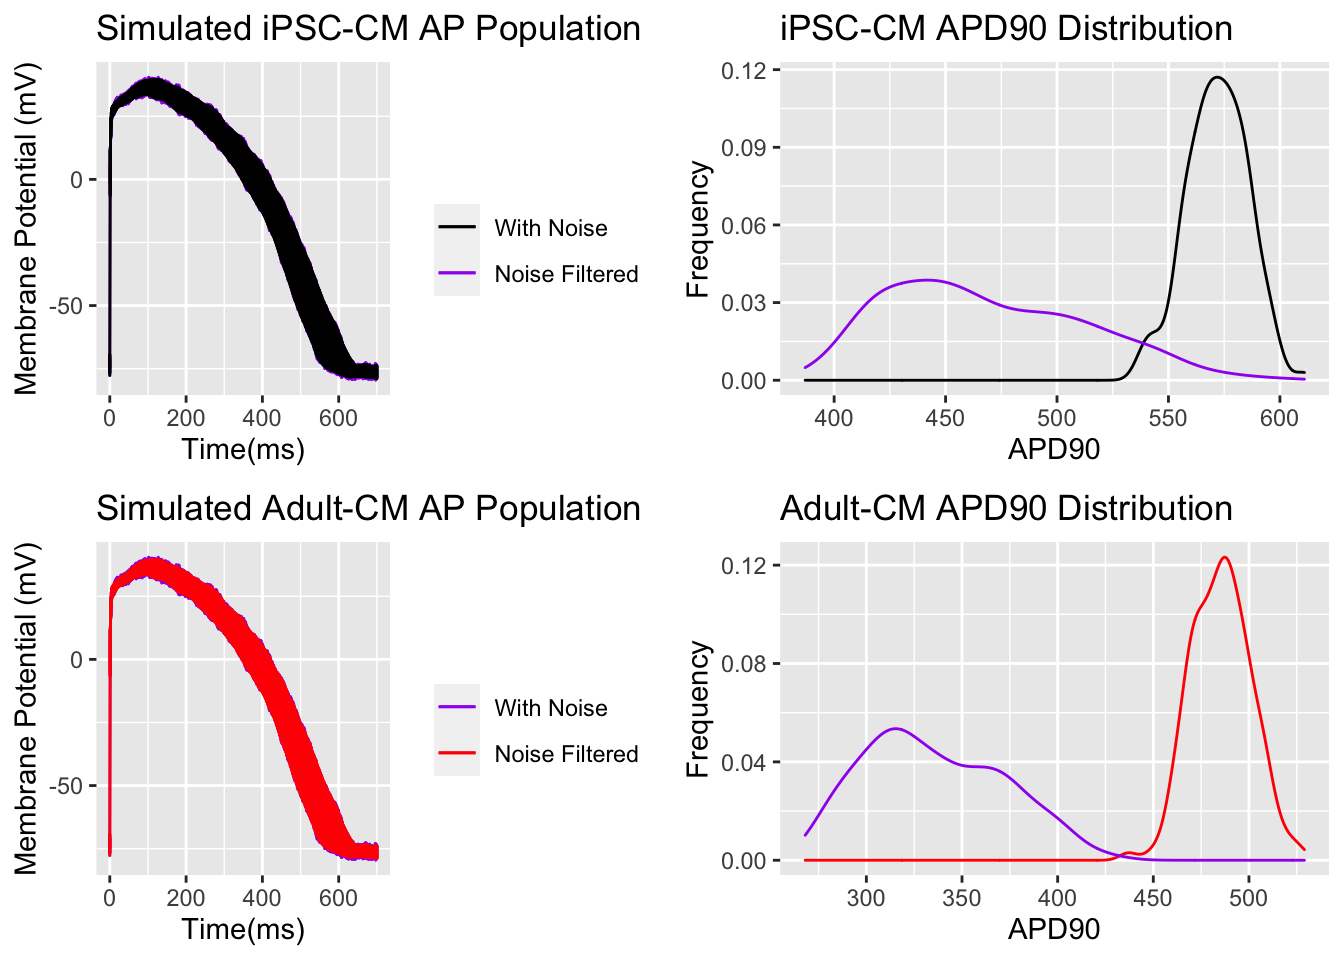 Simulated iPSC-CM AP Population
Membrane Potential (mV)
0
-50
0 200 400 600
Time(ms)
With Noise
Noise Filtered
iPSC-CM APD90 Distribution
Frequency
0.12
0.09
0.06
0.03
0.00
400 450 500 550 600
APD90
Simulated Adult-CM AP Population
Membrane Potential (mV)
0
-50
0 200 400 600
Time(ms)
With Noise
Noise Filtered
Adult-CM APD90 Distribution
Frequency
0.12
0.08
0.04
0.00
300 350 400 450 500
APD90